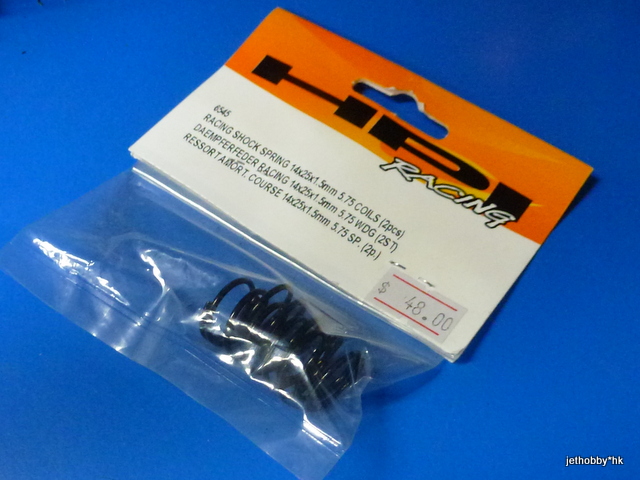 HPI
RACING
6545
RACING SHOCK SPRING 14x25x1.5mm 5.75 COILS (2pcs)
DAEMPFERFEDER RACING 14x25x1.5mm 5.75 WDG (2ST)
RESSORT.AMORT. COURSE 14x25x1.5mm 5.75 SP. (2p.)
$ 48.00
jethobby*hk